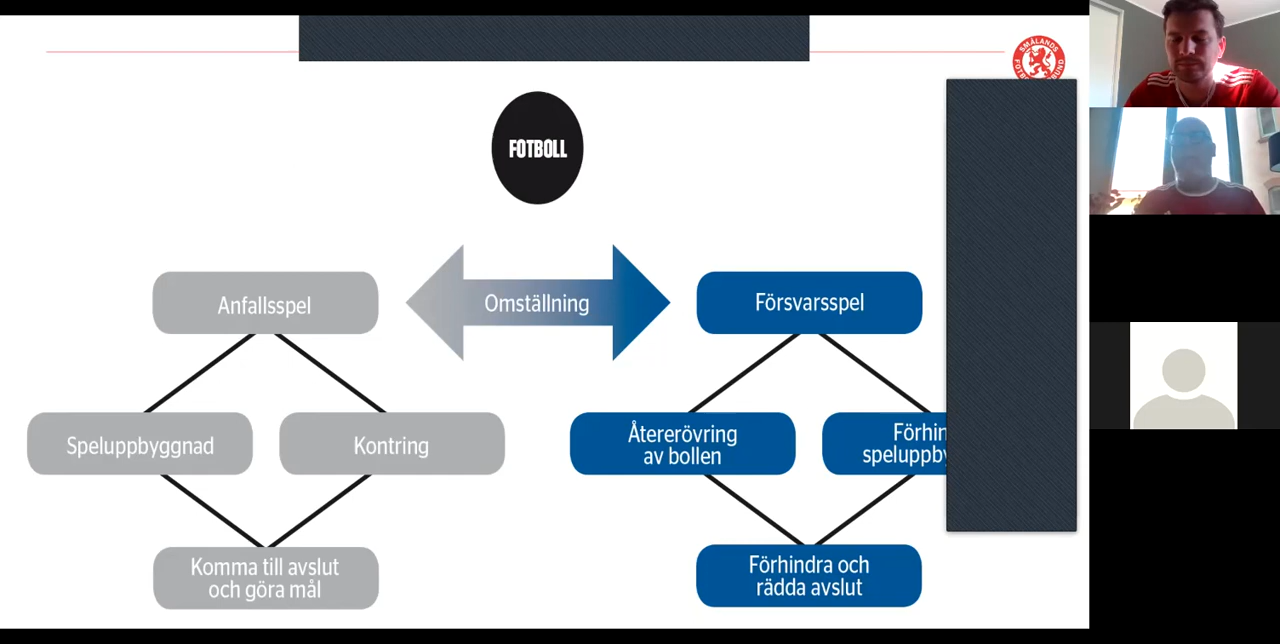 SMÅLANDS
FOTBOLL
Anfallsspel
Omställning
Försvarsspel
Speluppbyggnad
Kontring
Återerövring
av bollen
Komma till avslut
och göra mål
Förhindra och
rädda avslut